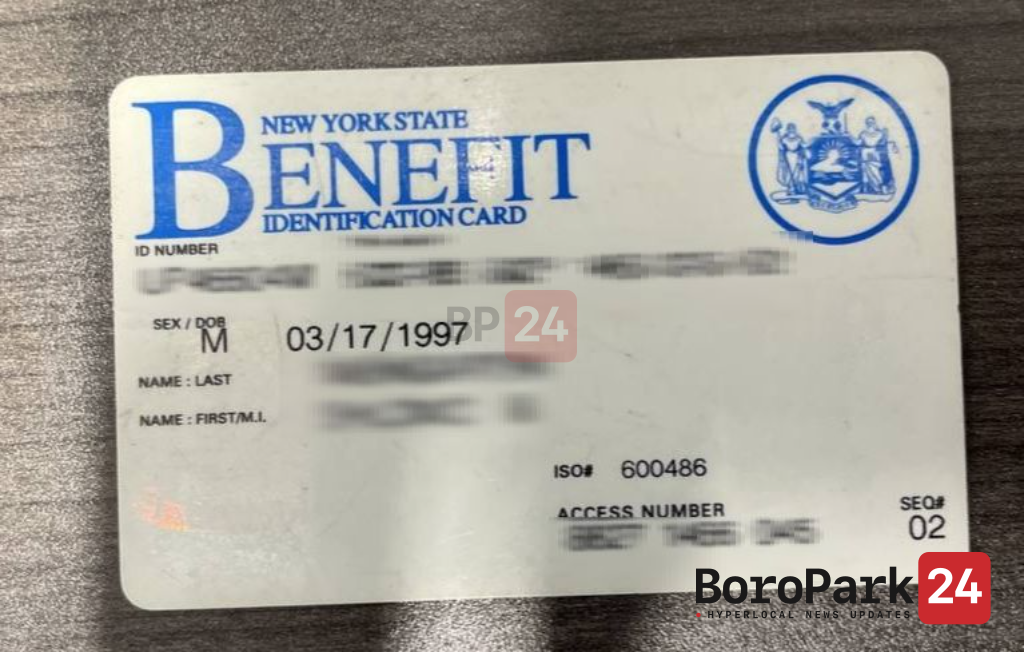 NEW YORK STATE
BENEFIT
IDENTIFICATION CARD
ID NUMBER
SEX / DOB
M 03/17/1997
BP 24
NAME : LAST
NAME : FIRST/M.I.
ISO# 600486
ACCESS NUMBER
SEQ#
02
BoroPark 24
HYPERLOCAL NEWS UPDATES